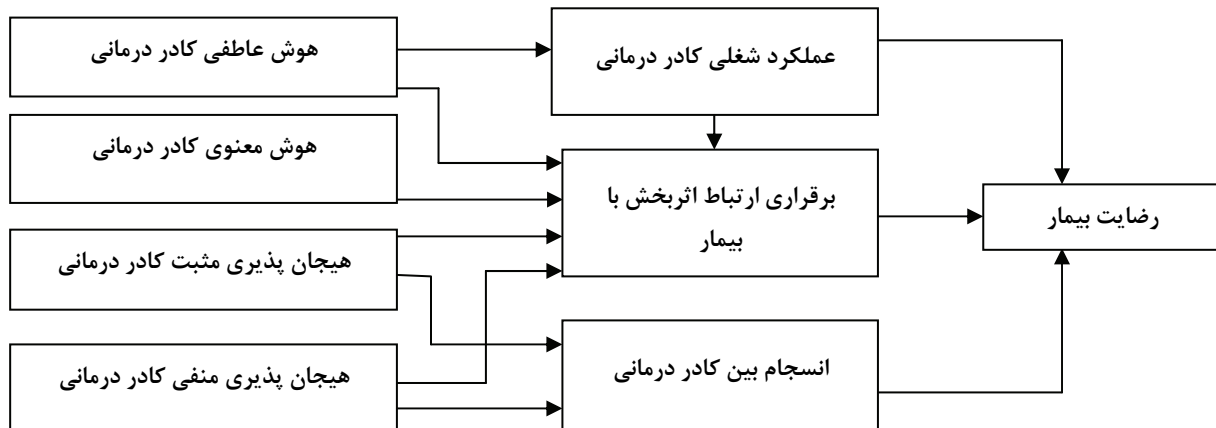 هوش عاطفی کادر درمانی
عملکرد شغلی کادر درمانی
هوش معنوی کادر درمانی
برقراری ارتباط اثربخش با
بیمار
رضایت بیمار
هیجان پذیری مثبت کادر درمانی
هیجان پذیری منفی کادر درمانی
انسجام بین کادر درمانی